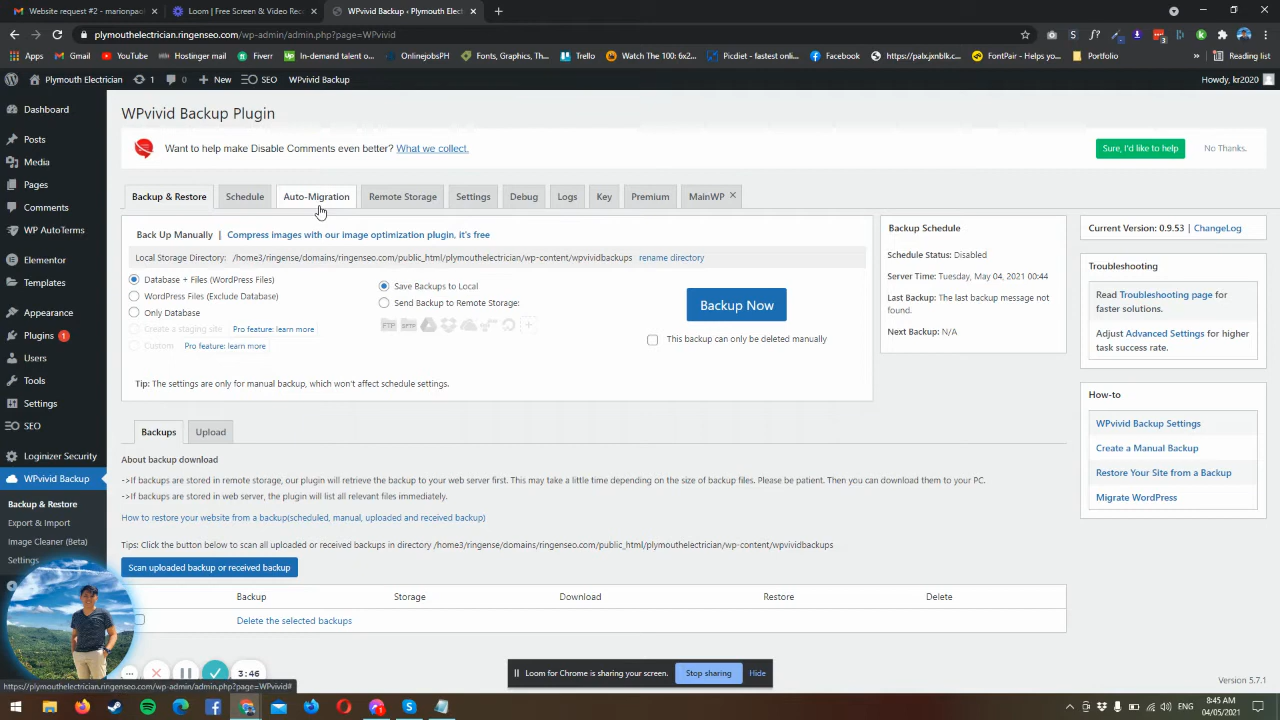 Website request #2 - marionpao
Loom | Free Screen & Video Rec
WPvivid Backup ‹ Plymouth Elect
plymouthelectrician.ringenseo.com/wp-admin/admin.php?page=WPvivid
Apps
Gmail
YouTube
Hostinger mail
Fiverr
In-demand talent o...
OnlinejobsPH
Fonts, Graphics, T...
Trello
Watch The 100: 6x2...
Picdiet - fastest onli...
Facebook
https://palx.jxnblk.c...
FontPair - Helps yo...
Portfolio
Reading list
Plymouth Electrician
1
0
New
SEO
WPvivid Backup
Howdy, kr2020
Dashboard
Posts
Media
Pages
Comments
WP AutoTerms
Elementor
Templates
Appearance
Plugins 1
Users
Tools
Settings
SEO
Loginizer Security
WPvivid Backup
Backup & Restore
Export & Import
Image Cleaner (Beta)
Settings
WPvivid Backup Plugin
Want to help make Disable Comments even better? What we collect.
Sure, I'd like to help
No Thanks.
Backup & Restore
Schedule
Auto-Migration
Remote Storage
Settings
Debug
Logs
Key
Premium
MainWP
Back Up Manually | Compress images with our image optimization plugin, it's free
Local Storage Directory: /home3/ringense/domains/ringenseo.com/public_html/plymouthelectrician/wp-content/wpvividbackups rename directory
Database + Files (WordPress Files)
WordPress Files (Exclude Database)
Only Database
Create a staging site Pro feature: learn more
Custom Pro feature: learn more
Save Backups to Local
Send Backup to Remote Storage:
FTP
SFTP
Backup Now
This backup can only be deleted manually
Tip: The settings are only for manual backup, which won't affect schedule settings.
Backup Schedule
Schedule Status: Disabled
Server Time: Tuesday, May 04, 2021 00:44
Last Backup: The last backup message not
found.
Next Backup: N/A
Current Version: 0.9.53 | ChangeLog
Troubleshooting
Read Troubleshooting page for
faster solutions.
Adjust Advanced Settings for higher
task success rate.
How-to
WPvivid Backup Settings
Create a Manual Backup
Restore Your Site from a Backup
Migrate WordPress
Backups
Upload
About backup download
->If backups are stored in remote storage, our plugin will retrieve the backup to your web server first. This may take a little time depending on the size of backup files. Please be patient. Then you can download them to your PC.
->If backups are stored in web server, the plugin will list all relevant files immediately.
How to restore your website from a backup(scheduled, manual, uploaded and received backup)
Tips: Click the button below to scan all uploaded or received backups in directory /home3/ringense/domains/ringenseo.com/public_html/plymouthelectrician/wp-content/wpvividbackups
Scan uploaded backup or received backup
Backup
Storage
Download
Restore
Delete
Delete the selected backups
3:46
Loom for Chrome is sharing your screen.
Stop sharing
Hide
https://plymouthelectrician.ringenseo.com/wp-admin/admin.php?page=WPvivid#
Version 5.7.1
ENG
8:45 AM
04/05/2021